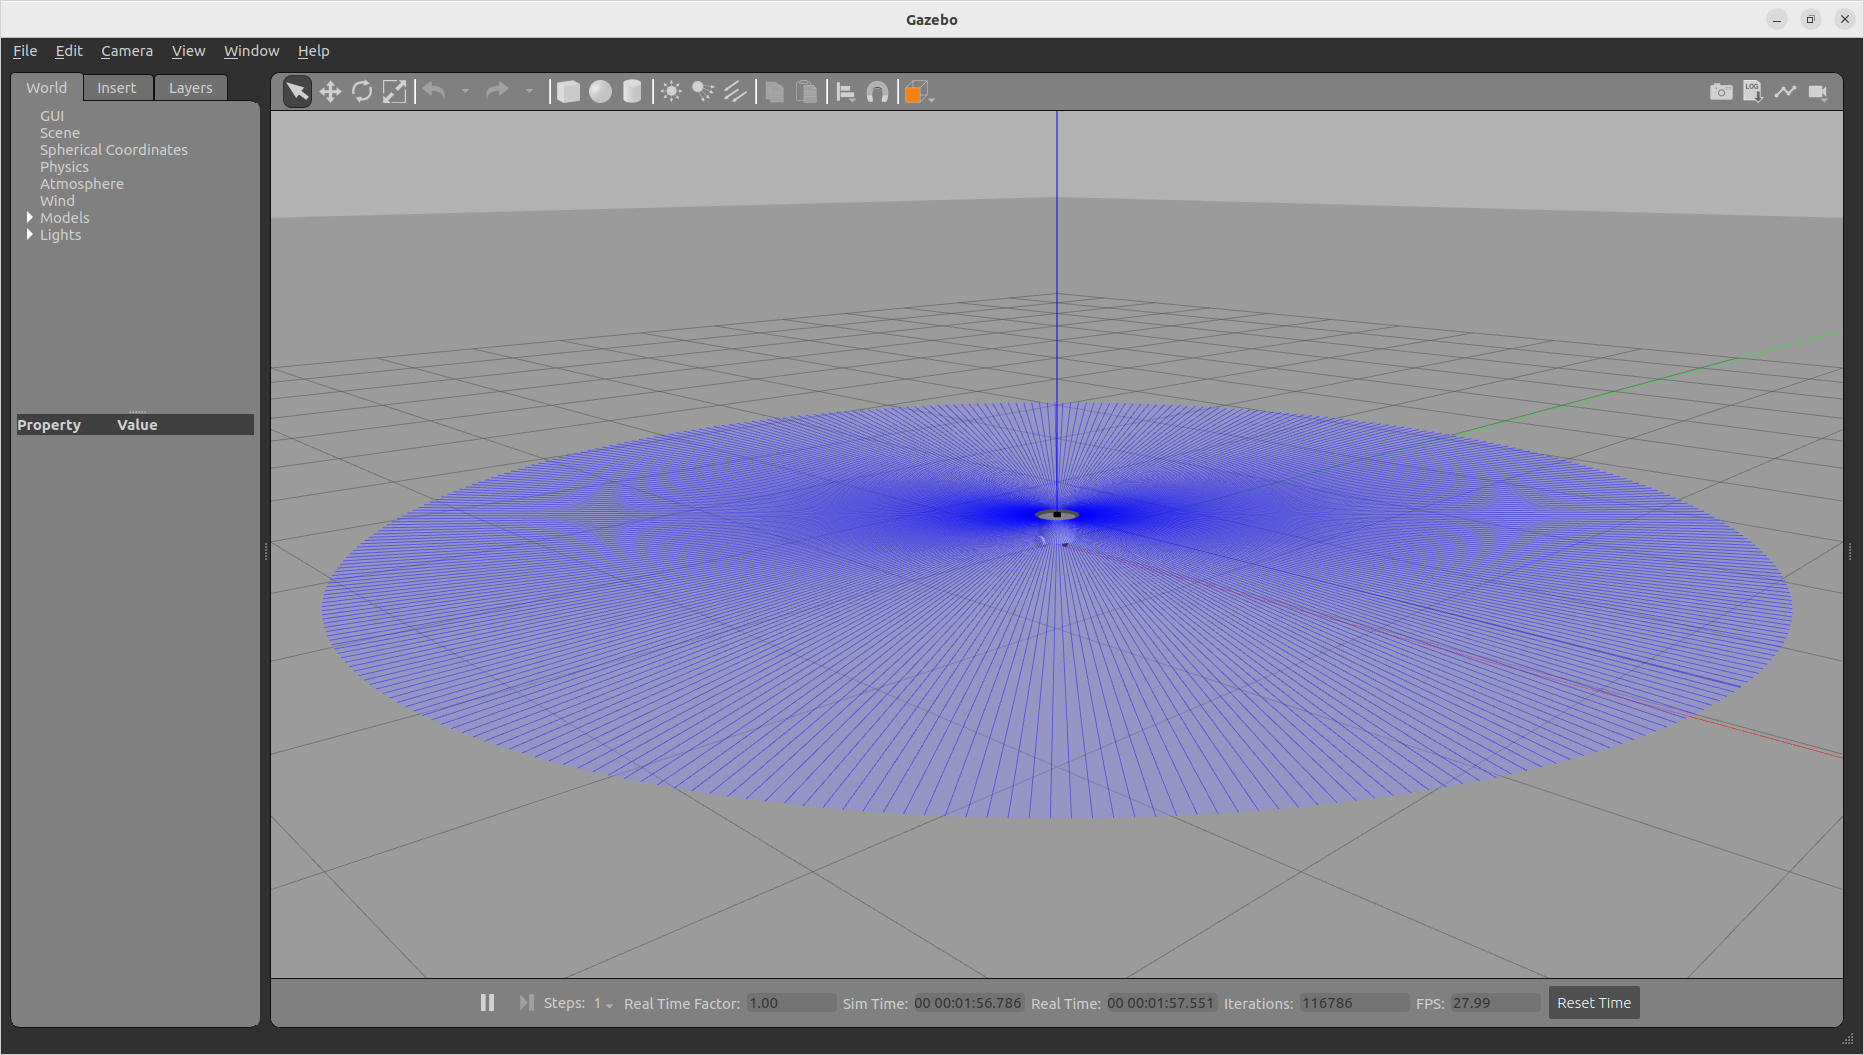 Gazebo
File Edit Camera View Window Help
World Insert Layers
LOG
GUI
Scene
Spherical Coordinates
Physics
Atmosphere
Wind
Models
Lights
Property Value
Steps: 1 Real Time Factor: 1.00 Sim Time: 00 00:01:56.786 Real Time: 00 00:01:57.551 Iterations: 116786 FPS: 27.99 Reset Time